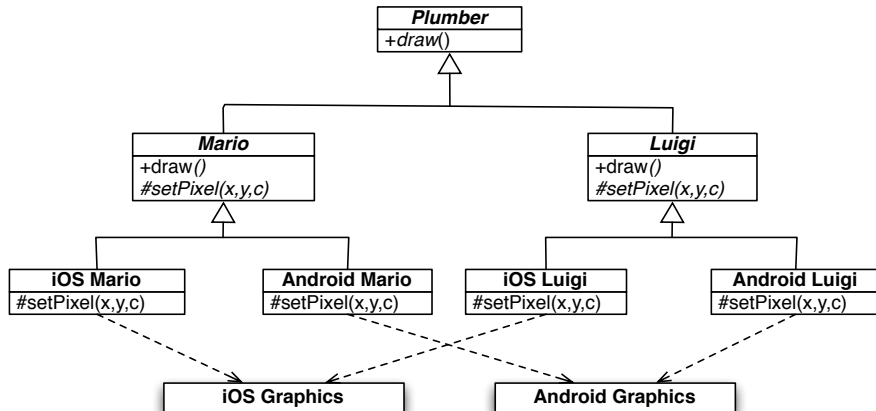 Plumber
+draw()
Mario
+draw()
#setPixel(x,y,c)
Luigi
+draw()
#setPixel(x,y,c)
iOS Mario
#setPixel(x,y,c)
Android Mario
#setPixel(x,y,c)
iOS Luigi
#setPixel(x,y,c)
Android Luigi
#setPixel(x,y,c)
iOS Graphics
Android Graphics